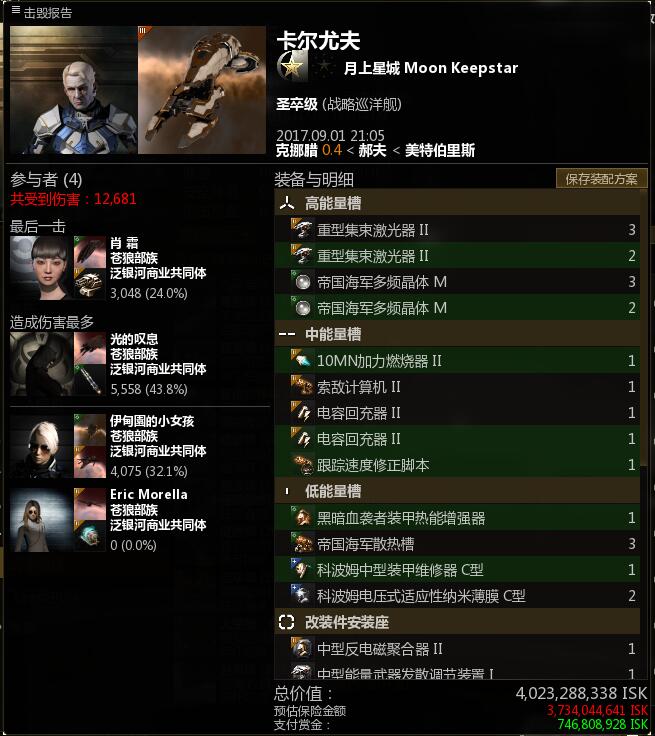 击毁报告
卡尔尤夫
月上星城 Moon Keepstar
圣卒级 (战略巡洋舰)
2017.09.01 21:05
克挪腊 0.4 < 郝夫 < 美特伯里斯
参与者 (4)
共受到伤害：12,681
最后一击
肖 霜
苍狼部族
泛银河商业共同体
3,048 (24.0%)
造成伤害最多
光的叹息
苍狼部族
泛银河商业共同体
5,558 (43.8%)
伊甸園的小女孩
苍狼部族
泛银河商业共同体
4,075 (32.1%)
Eric Morella
苍狼部族
泛银河商业共同体
0 (0.0%)
装备与明细
保存装配方案
高能量槽
重型集束激光器 II 3
重型集束激光器 II 2
帝国海军多频晶体 M 3
帝国海军多频晶体 M 2
中能量槽
10MN加力燃烧器 II 1
索敌计算机 II 1
电容回充器 II 1
电容回充器 II 1
跟踪速度修正脚本 1
低能量槽
黑暗血袭者装甲热能增强器 1
帝国海军散热槽 3
科波姆中型装甲维修器 C型 1
科波姆电压式适应性纳米薄膜 C型 2
改装件安装座
中型反电磁聚合器 II 1
中型能量武器发散调节装置 I 1
总价值： 4,023,288,338 ISK
预估保险金额 3,734,044,641 ISK
支付赏金： 746,808,928 ISK